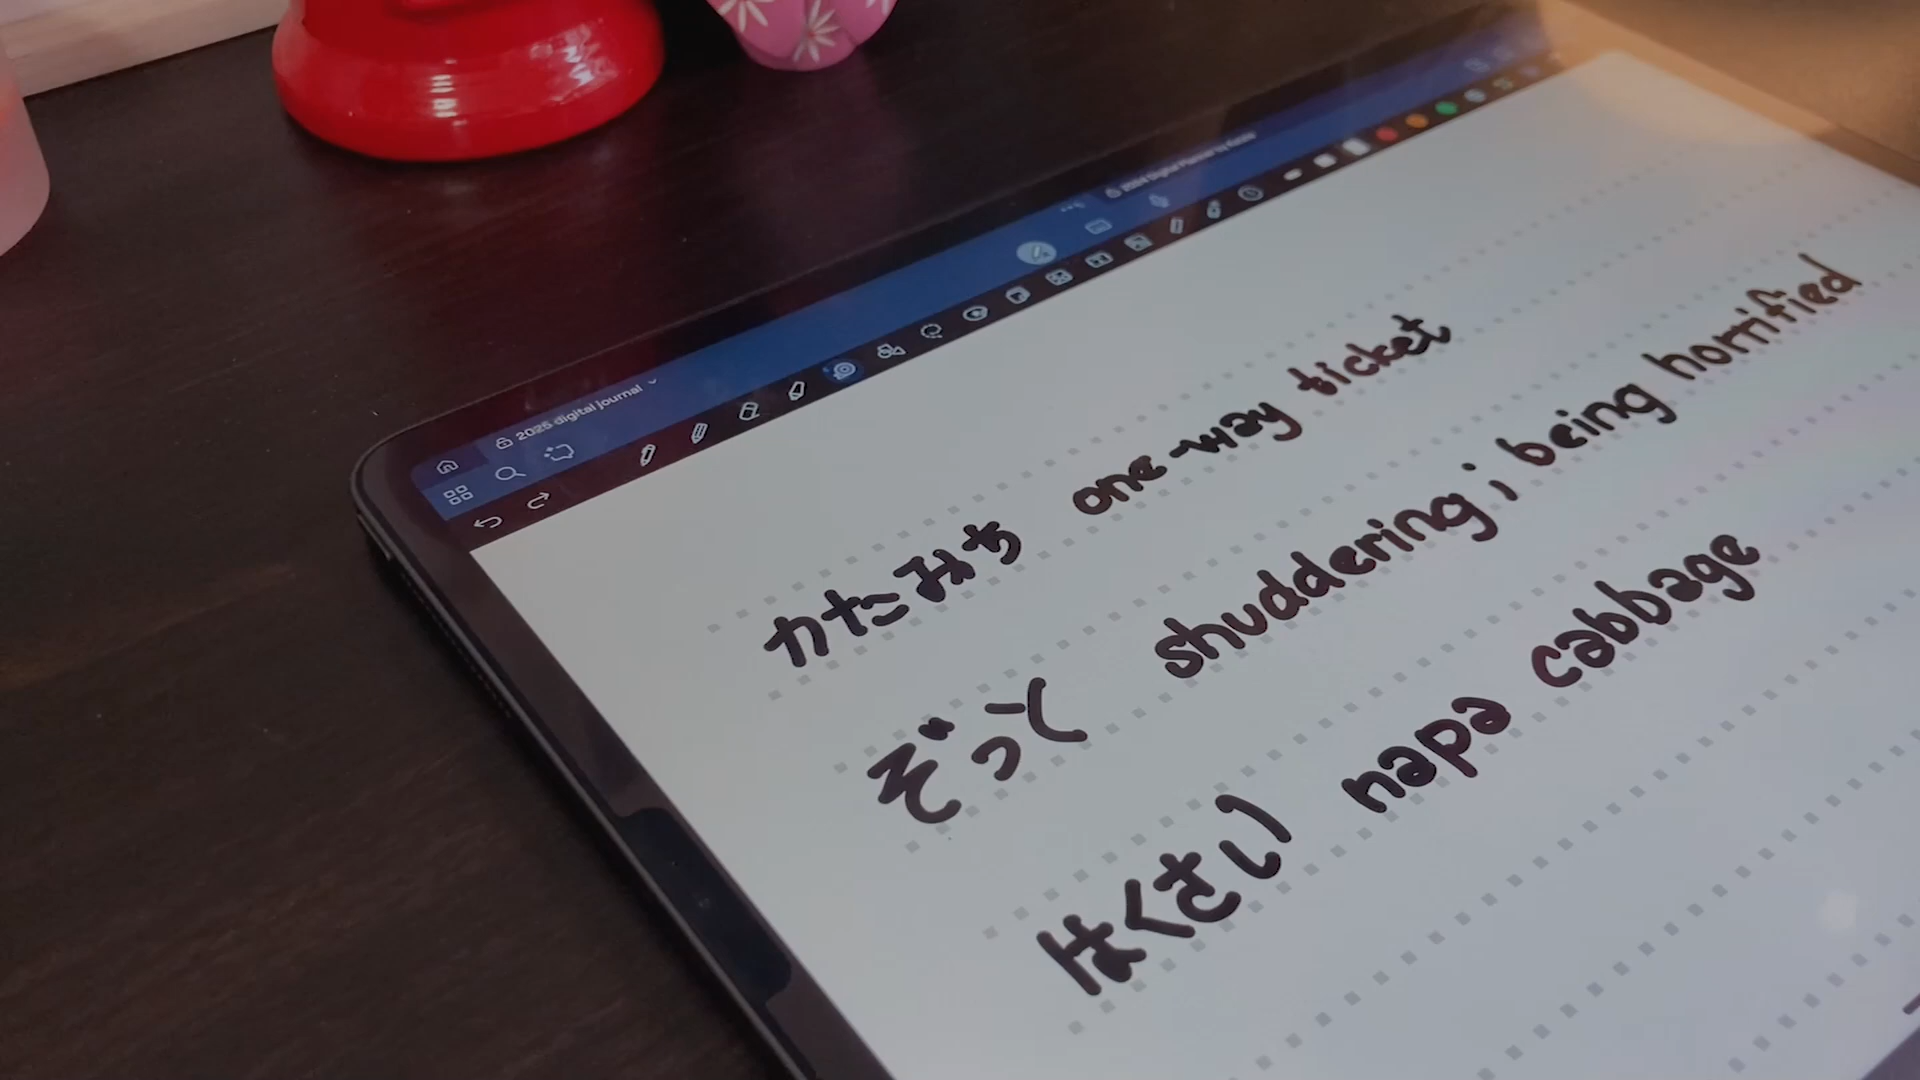 2025 digital journal
かたみち one-way ticket
ぞっと shuddering; being horrified
はくさい napa cabbage